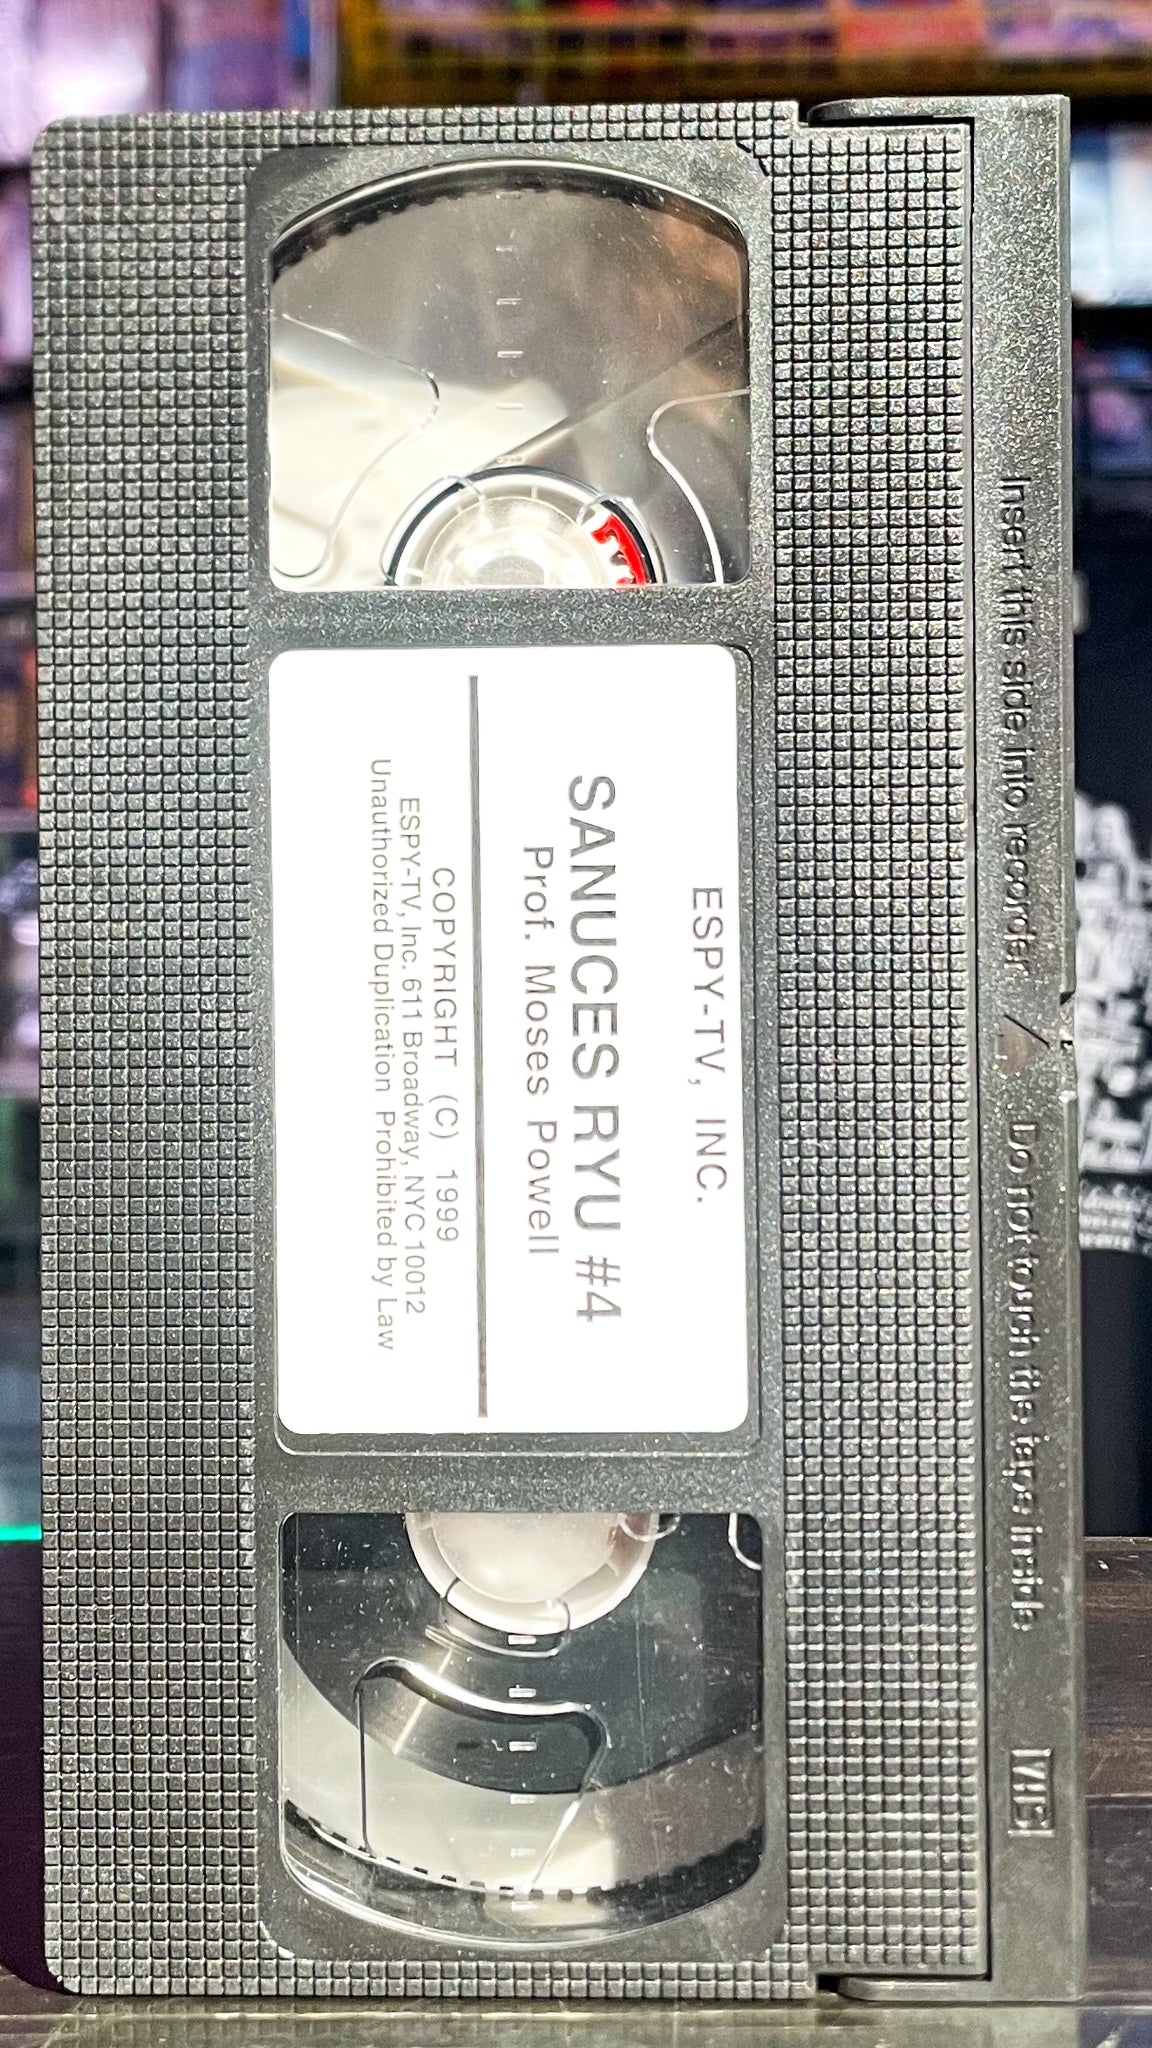 Insert this side into recorder.
Do not touch the tape inside
VHS
ESPY-TV, INC.
SANUCES RYU #4
Prof. Moses Powell
COPYRIGHT (C) 1999
ESPY-TV, Inc. 611 Broadway, NYC 10012
Unauthorized Duplication Prohibited by Law